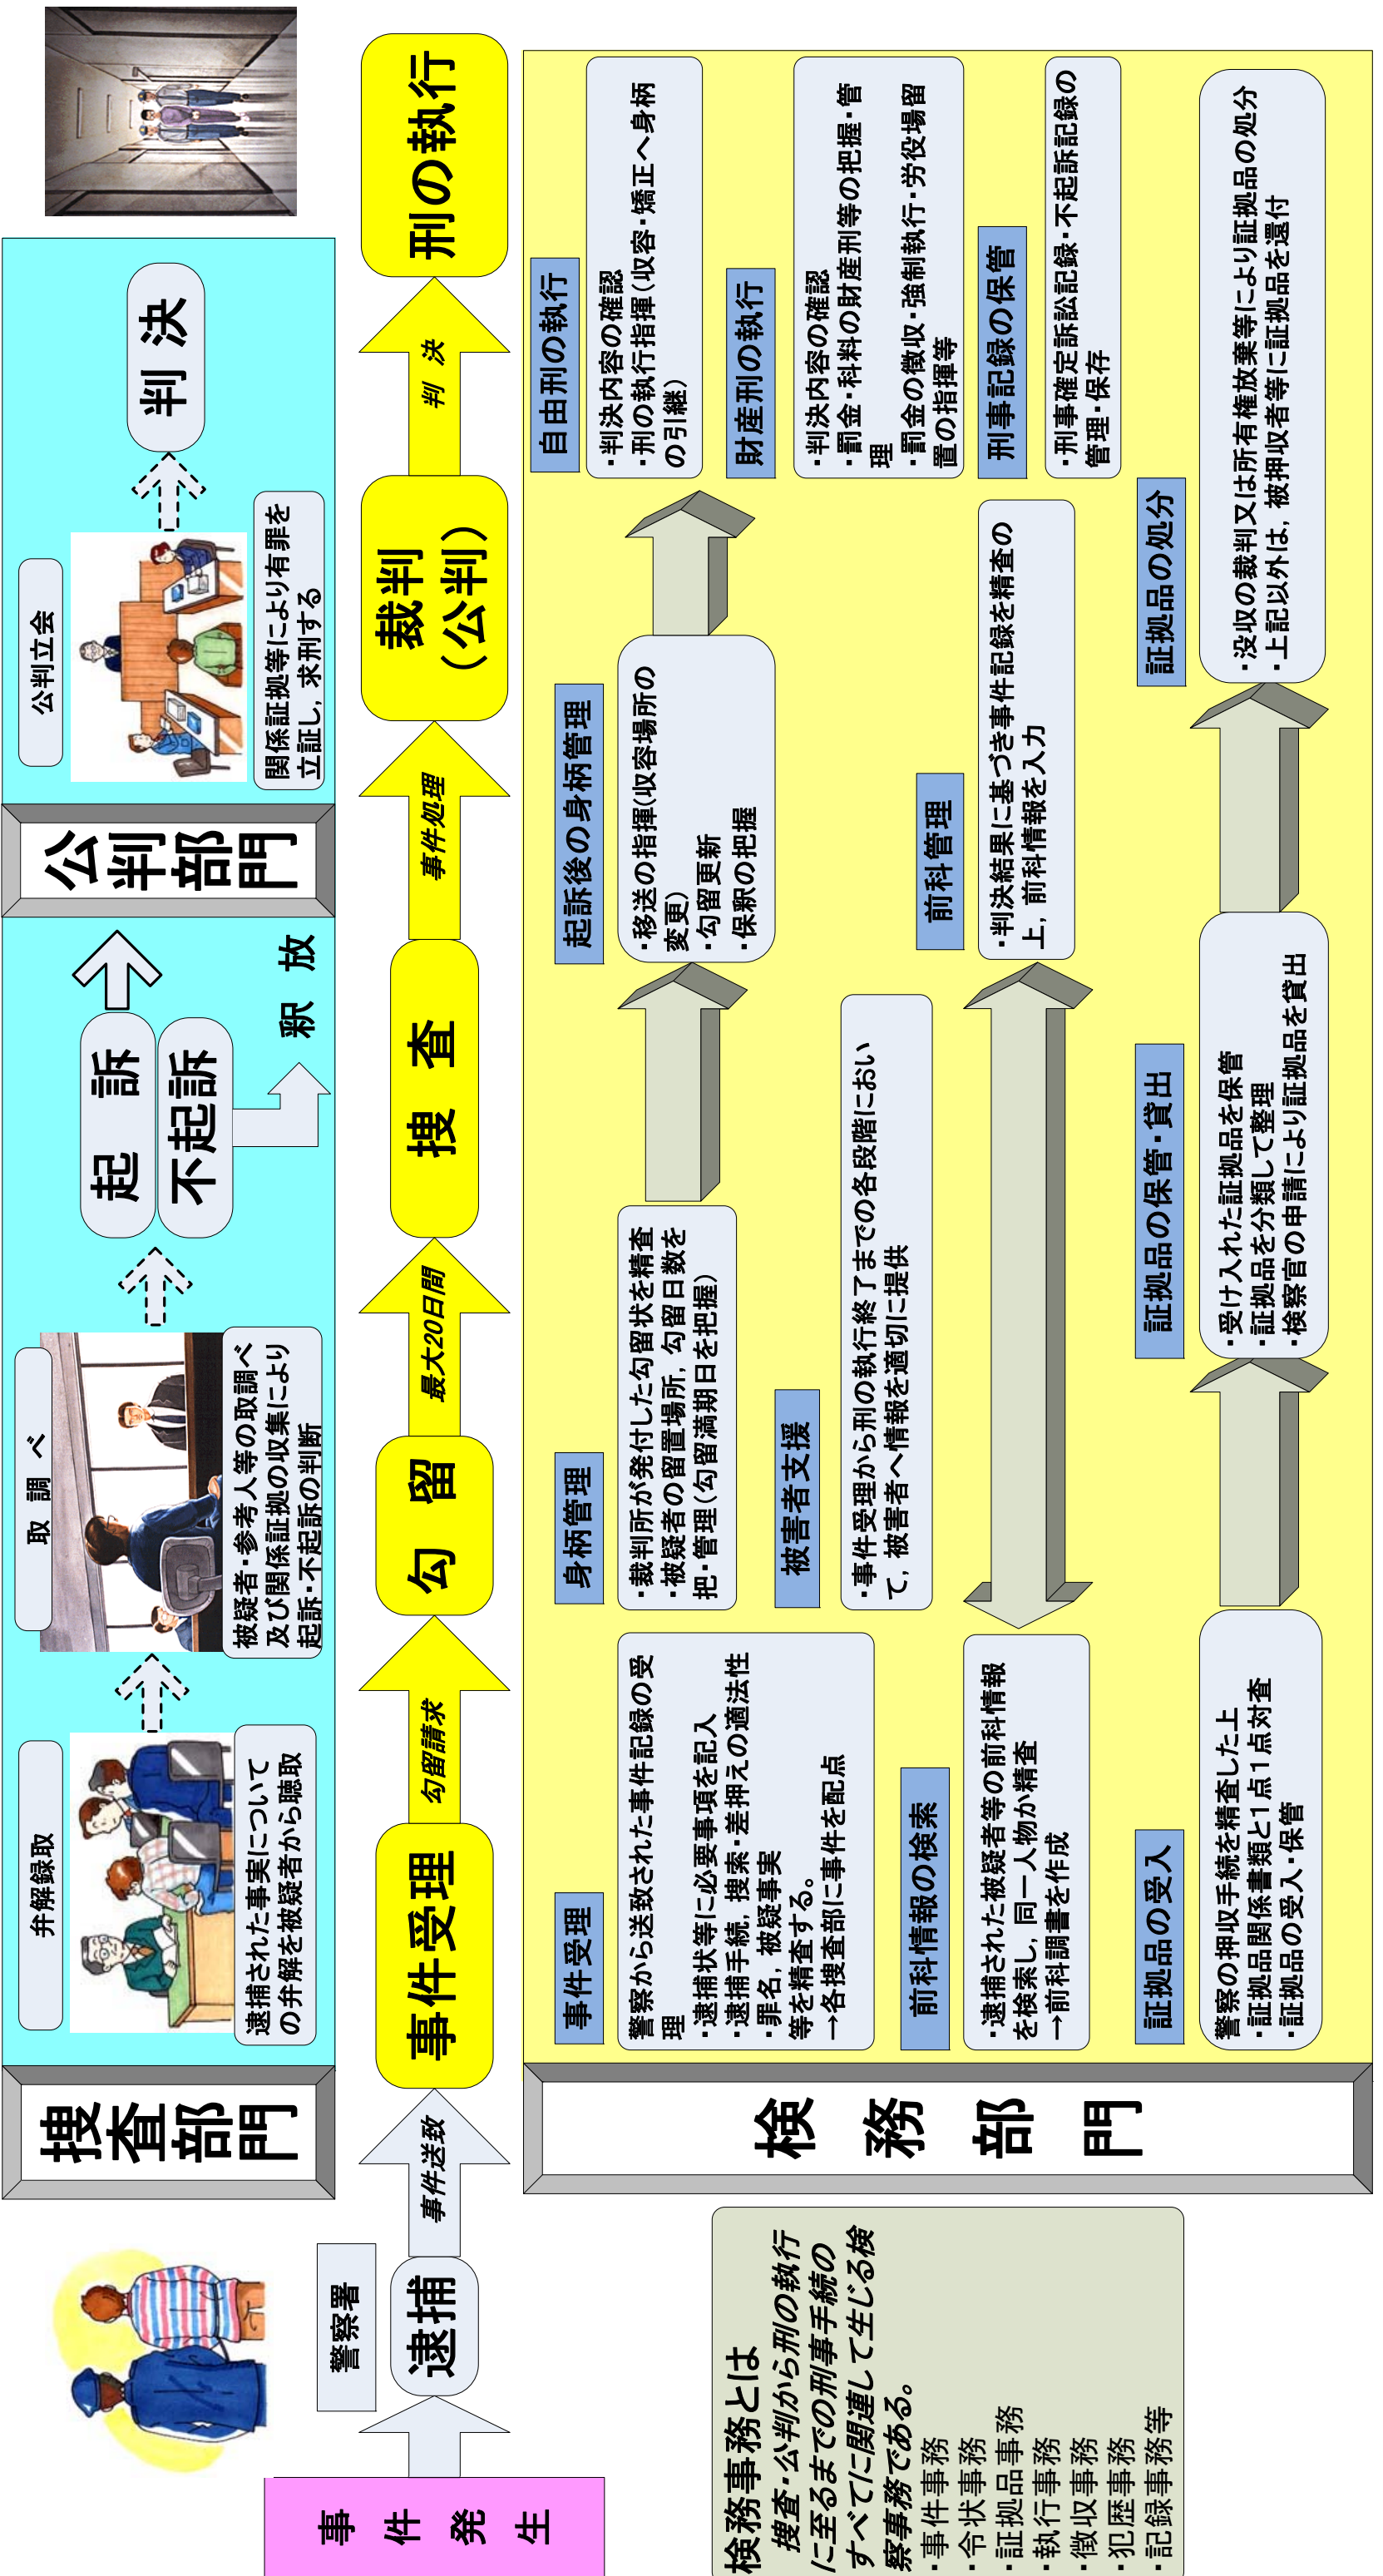 事件発生
警察署
逮捕
事件送致
事件受理
勾留請求
勾　留
最大20日間
捜　査
事件処理
裁判
（公判）
判　決
刑の執行
捜査部門
弁解録取
逮捕された事実について
の弁解を被疑者から聴取
取　調　べ
被疑者・参考人等の取調べ
及び関係証拠の収集により
起訴・不起訴の判断
起　訴
不起訴
釈　放
公判部門
公判立会
関係証拠等により有罪を
立証し，求刑する
判　決
検務事務とは
捜査・公判から刑の執行
に至るまでの刑事手続の
すべてに関連して生じる検
察事務である。
・事件事務
・令状事務
・証拠品事務
・執行事務
・徴収事務
・犯歴事務
・記録事務等
検務部門
事件受理
警察から送致された事件記録の受
理
・逮捕状等に必要事項を記入
・逮捕手続，捜索・差押えの適法性
・罪名，被疑事実
等を精査する。
→各捜査部に事件を配点
前科情報の検索
・逮捕された被疑者等の前科情報
を検索し，同一人物か精査
→前科調書を作成
証拠品の受入
警察の押収手続を精査した上
・証拠品関係書類と１点１点対査
・証拠品の受入・保管
身柄管理
・裁判所が発付した勾留状を精査
・被疑者の留置場所，勾留日数を
把・管理（勾留満期日を把握）
被害者支援
・事件受理から刑の執行終了までの各段階におい
て，被害者へ情報を適切に提供
証拠品の保管・貸出
・受け入れた証拠品を保管
・証拠品を分類して整理
・検察官の申請により証拠品を貸出
起訴後の身柄管理
・移送の指揮（収容場所の
変更）
・勾留更新
・保釈の把握
前科管理
・判決結果に基づき事件記録を精査の
上，前科情報を入力
証拠品の処分
・没収の裁判又は所有権放棄等により証拠品の処分
・上記以外は，被押収者等に証拠品を還付
自由刑の執行
・判決内容の確認
・刑の執行指揮（収容・矯正へ身柄
の引継）
財産刑の執行
・判決内容の確認
・罰金・科料の財産刑等の把握・管
理
・罰金の徴収・強制執行・労役場留
置の指揮等
刑事記録の保管
・刑事確定訴訟記録・不起訴記録の
管理・保存